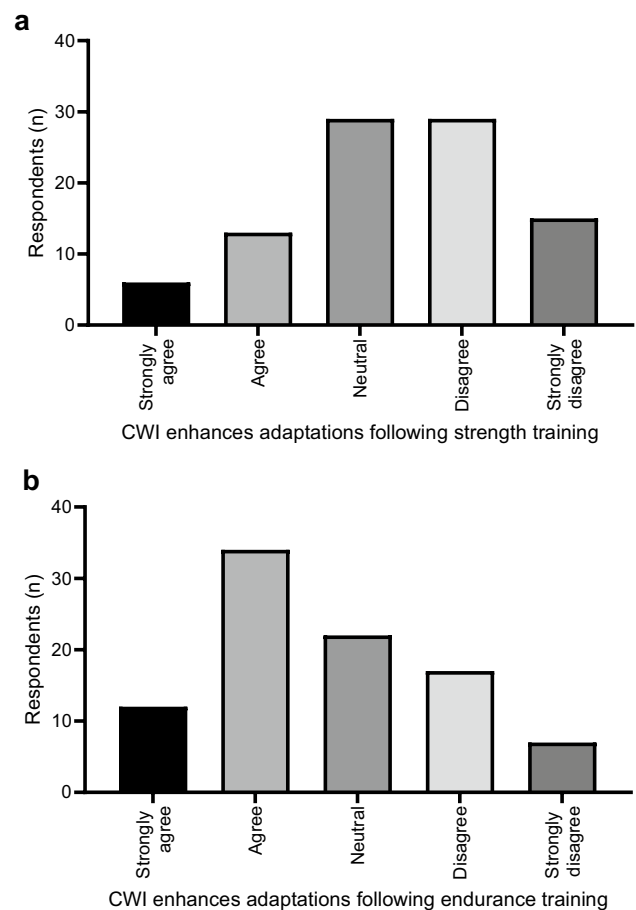 a
40
30
20
10
0
Respondents (n)
Strongly
agree
Agree
Neutral
Disagree
Strongly
disagree
CWI enhances adaptations following strength training
b
40
30
20
10
0
Respondents (n)
Strongly
agree
Agree
Neutral
Disagree
Strongly
disagree
CWI enhances adaptations following endurance training